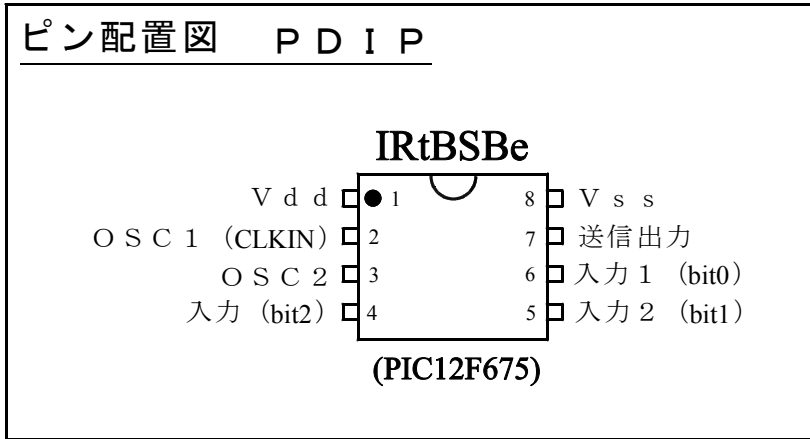 ピン配置図　ＰＤＩＰ
IRtBSBe
Ｖｄｄ 1 8 Ｖｓｓ
ＯＳＣ１（CLKIN） 2 7 送信出力
ＯＳＣ２ 3 6 入力１（bit0）
入力（bit2） 4 5 入力２（bit1）
(PIC12F675)